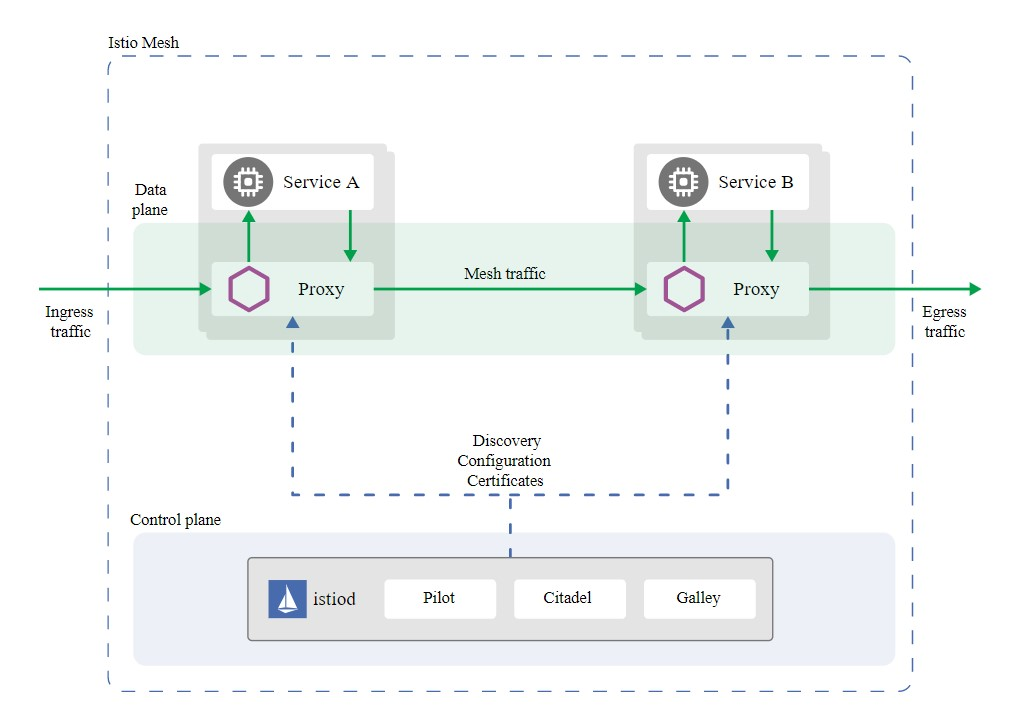 Istio Mesh
Data
plane
Service A
Service B
Proxy
Mesh traffic
Proxy
Ingress
traffic
Egress
traffic
Discovery
Configuration
Certificates
Control plane
istiod
Pilot
Citadel
Galley